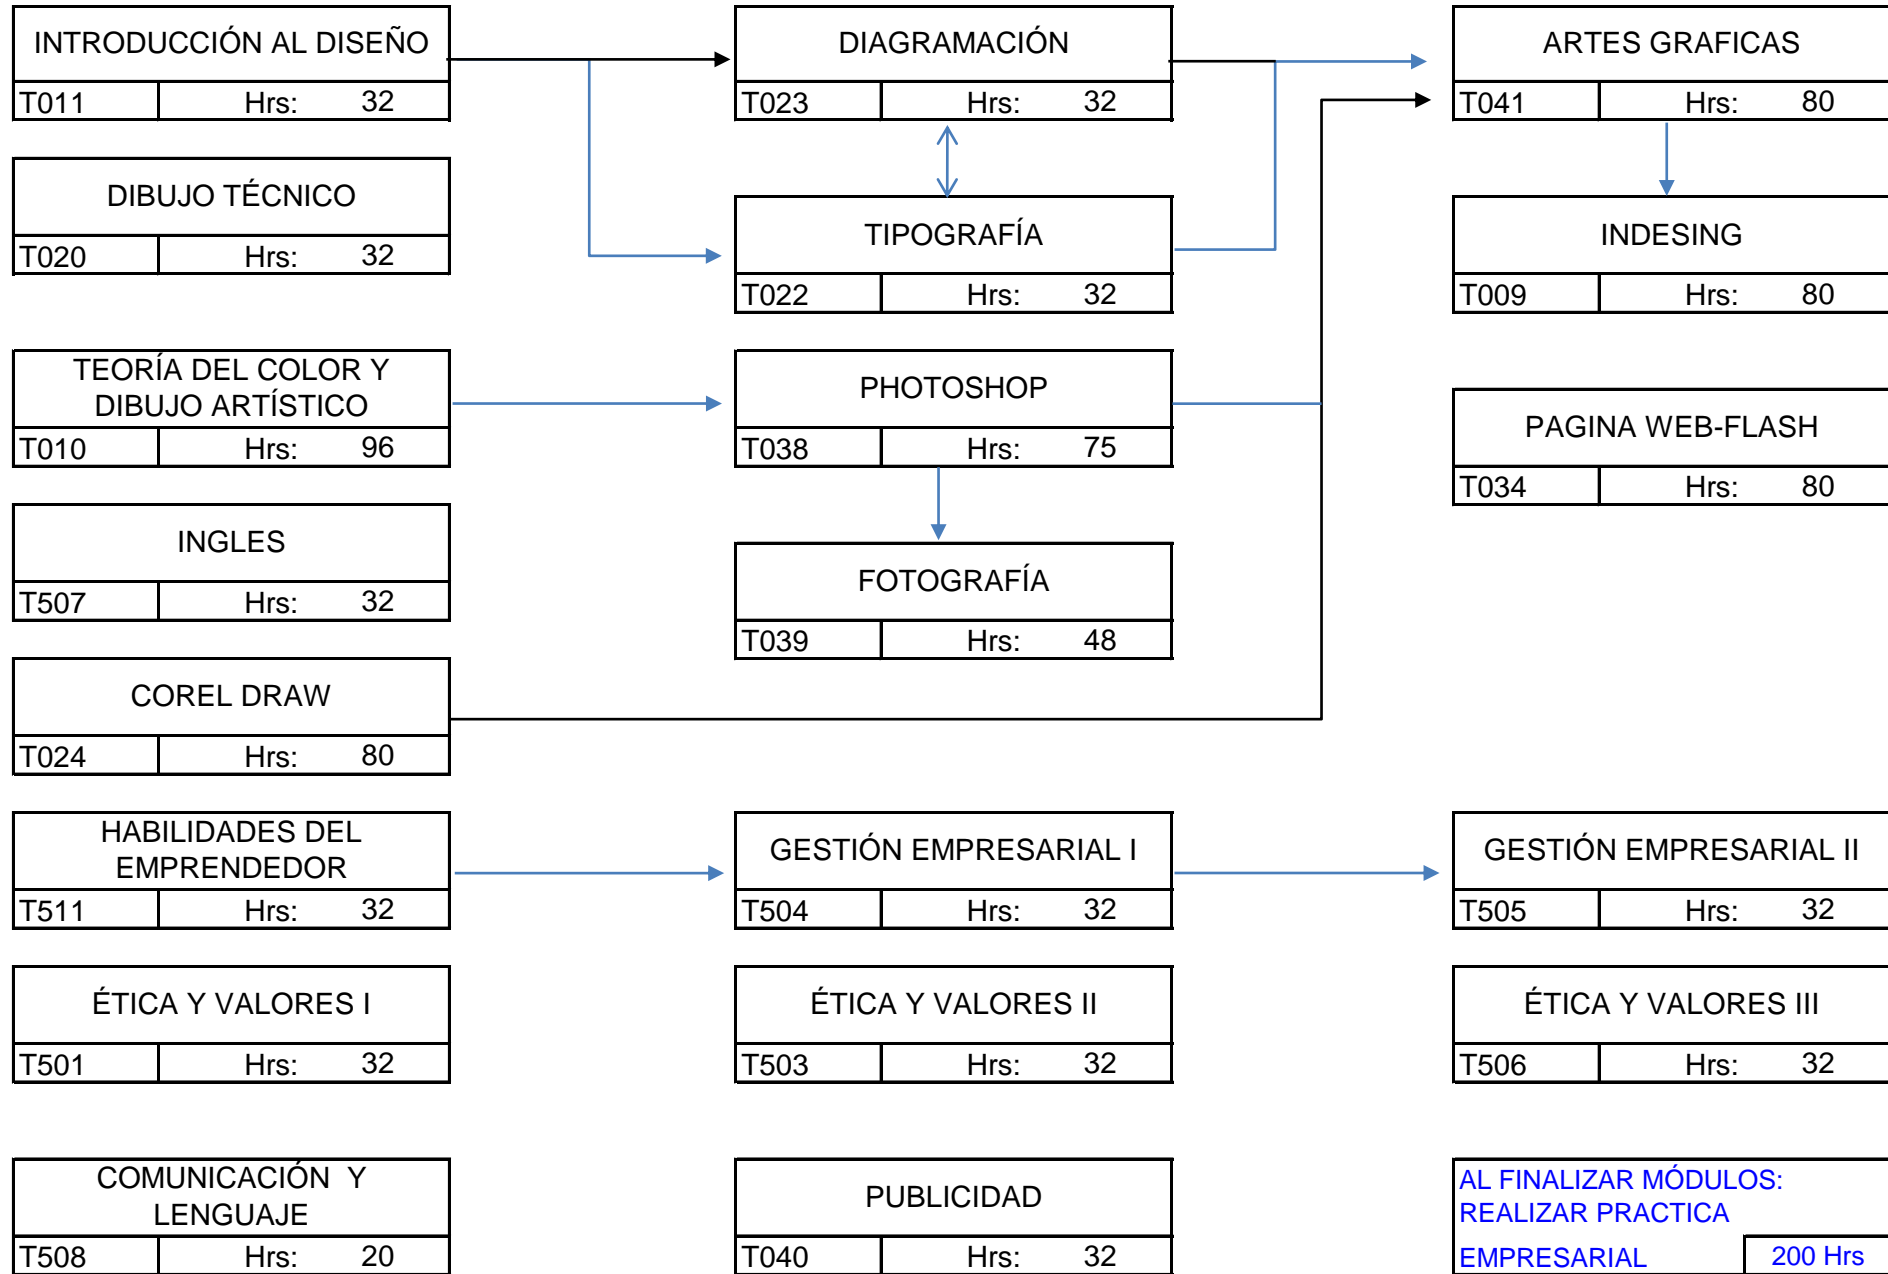 INTRODUCCIÓN AL DISEÑO
T011 Hrs: 32
DIAGRAMACIÓN
T023 Hrs: 32
ARTES GRAFICAS
T041 Hrs: 80
DIBUJO TÉCNICO
T020 Hrs: 32
TIPOGRAFÍA
T022 Hrs: 32
INDESING
T009 Hrs: 80
TEORÍA DEL COLOR Y
DIBUJO ARTÍSTICO
T010 Hrs: 96
PHOTOSHOP
T038 Hrs: 75
PAGINA WEB-FLASH
T034 Hrs: 80
INGLES
T507 Hrs: 32
FOTOGRAFÍA
T039 Hrs: 48
COREL DRAW
T024 Hrs: 80
HABILIDADES DEL
EMPRENDEDOR
T511 Hrs: 32
GESTIÓN EMPRESARIAL I
T504 Hrs: 32
GESTIÓN EMPRESARIAL II
T505 Hrs: 32
ÉTICA Y VALORES I
T501 Hrs: 32
ÉTICA Y VALORES II
T503 Hrs: 32
ÉTICA Y VALORES III
T506 Hrs: 32
COMUNICACIÓN Y
LENGUAJE
T508 Hrs: 20
PUBLICIDAD
T040 Hrs: 32
AL FINALIZAR MÓDULOS:
REALIZAR PRACTICA
EMPRESARIAL 200 Hrs